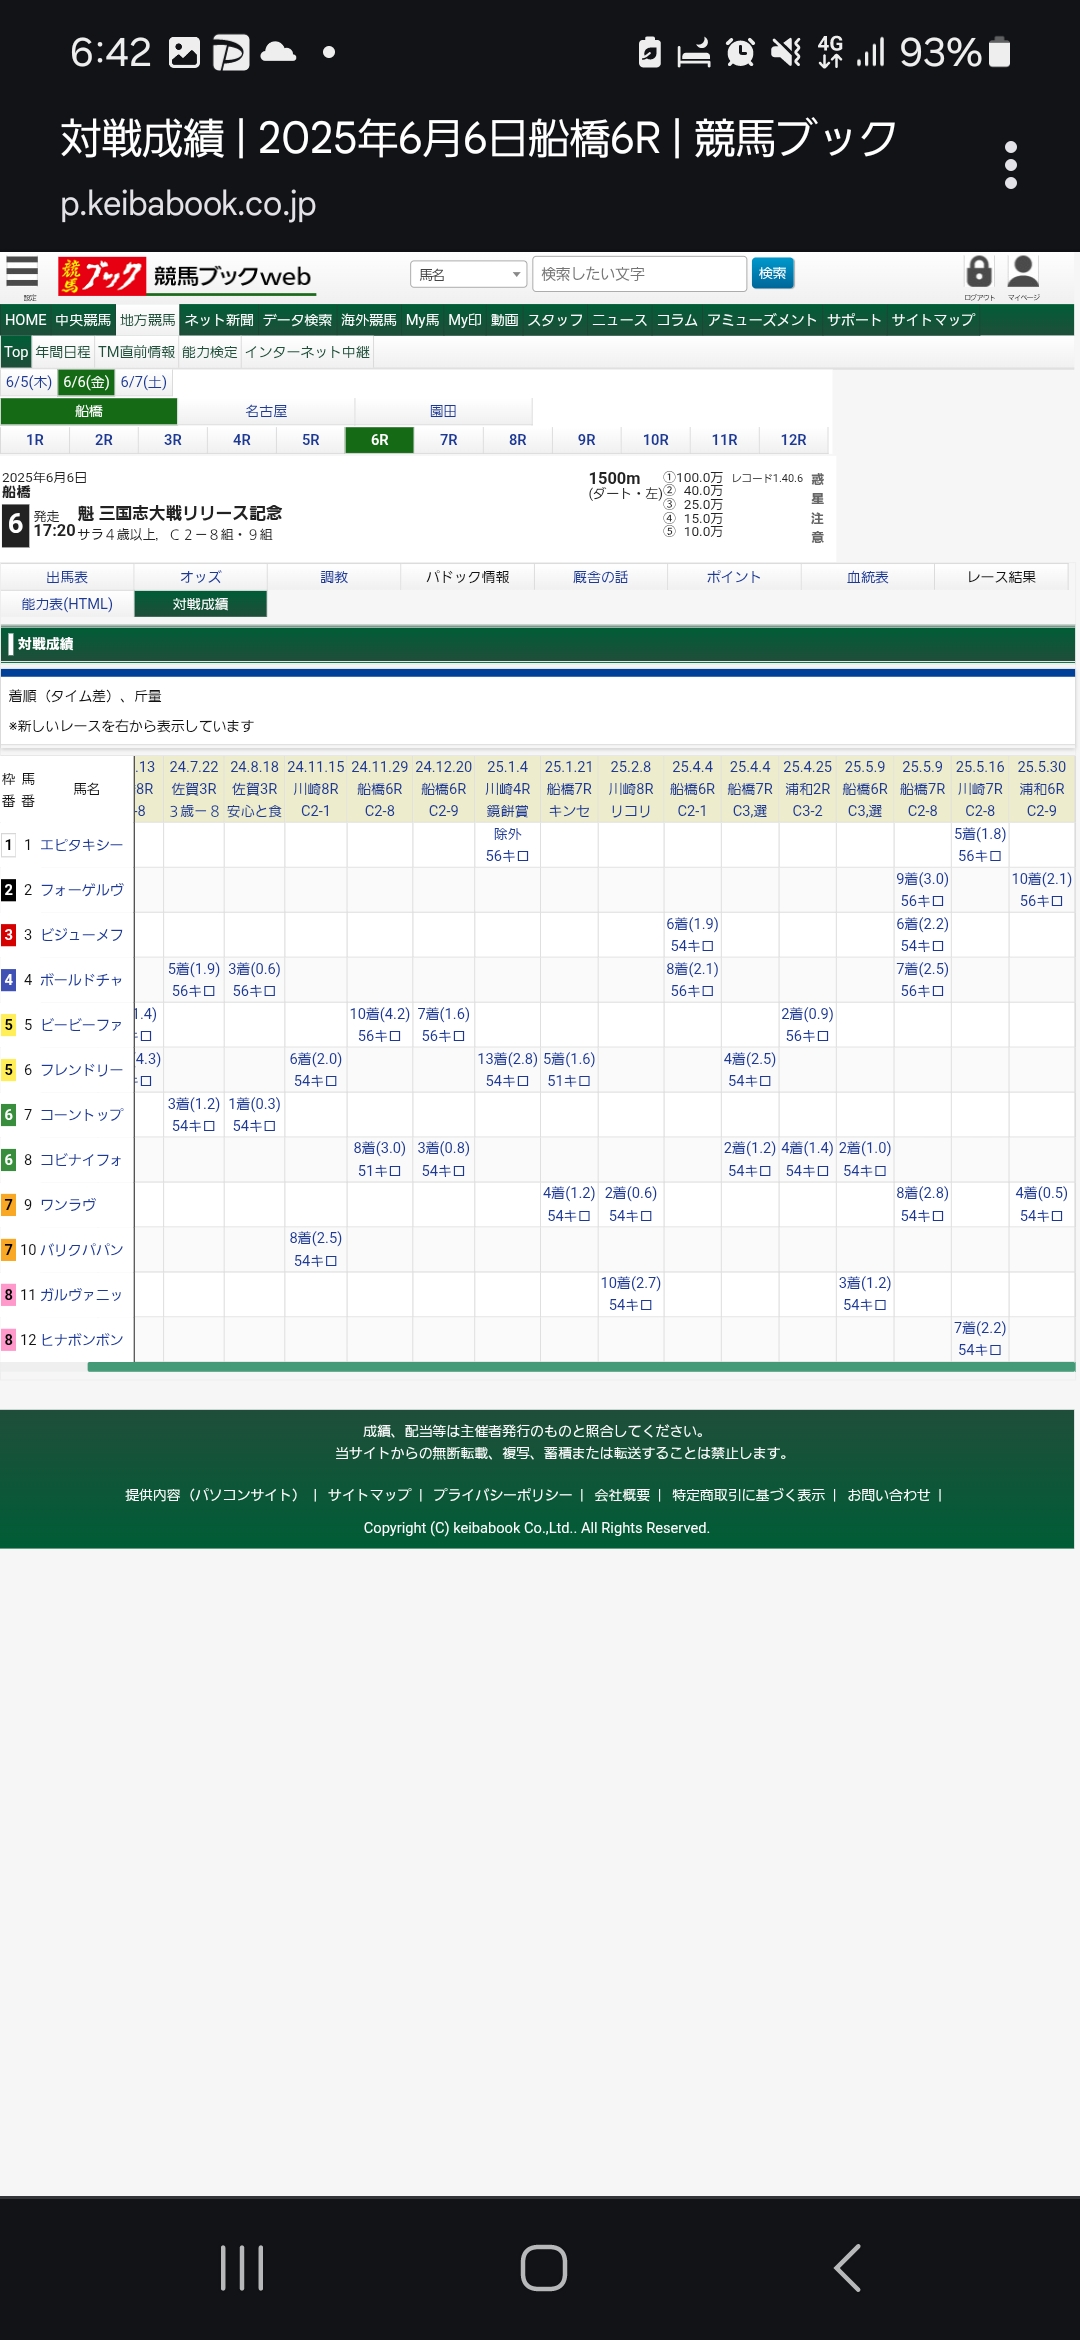 6:42
4G 93%
対戦成績 | 2025年6月6日船橋6R | 競馬ブック
p.keibabook.co.jp
設定 競馬ブック 競馬ブックweb 馬名 検索したい文字 検索 ログアウト マイページ
HOME 中央競馬 地方競馬 ネット新聞 データ検索 海外競馬 My馬 My印 動画 スタッフ ニュース コラム アミューズメント サポート サイトマップ
Top 年間日程 TM直前情報 能力検定 インターネット中継
6/5(木) 6/6(金) 6/7(土)
船橋 名古屋 園田
1R 2R 3R 4R 5R 6R 7R 8R 9R 10R 11R 12R
2025年6月6日
船橋
6 発走 17:20
魁 三国志大戦リリース記念
サラ4歳以上, C2－8組・9組
1500m
(ダート・左)
①100.0万
② 40.0万
③ 25.0万
④ 15.0万
⑤ 10.0万
レコード1.40.6
惑
星
注
意
出馬表 オッズ 調教 パドック情報 厩舎の話 ポイント 血統表 レース結果
能力表(HTML) 対戦成績
対戦成績
着順（タイム差）、斤量
※新しいレースを右から表示しています
枠番 馬番 馬名
.13 24.7.22 24.8.18 24.11.15 24.11.29 24.12.20 25.1.4 25.1.21 25.2.8 25.4.4 25.4.4 25.4.25 25.5.9 25.5.9 25.5.16 25.5.30
8R 佐賀3R 佐賀3R 川崎8R 船橋6R 船橋6R 川崎4R 船橋7R 川崎8R 船橋6R 船橋7R 浦和2R 船橋6R 船橋7R 川崎7R 浦和6R
-8 3歳－8 安心と食 C2-1 C2-8 C2-9 鏡餅賞 キンセ リコリ C2-1 C3,選 C3-2 C3,選 C2-8 C2-8 C2-9
1 1 エピタキシー 除外 5着(1.8)
56キロ 56キロ
2 2 フォーゲルヴ 9着(3.0) 10着(2.1)
56キロ 56キロ
3 3 ビジューメフ 6着(1.9) 6着(2.2)
54キロ 54キロ
4 4 ボールドチャ 5着(1.9) 3着(0.6) 8着(2.1) 7着(2.5)
56キロ 56キロ 56キロ 56キロ
5 5 ビービーファ 1.4) 10着(4.2) 7着(1.6) 2着(0.9)
キロ 56キロ 56キロ 56キロ
5 6 フレンドリー (4.3) 6着(2.0) 13着(2.8) 5着(1.6) 4着(2.5)
キロ 54キロ 54キロ 51キロ 54キロ
6 7 コーントップ 3着(1.2) 1着(0.3)
54キロ 54キロ
6 8 コビナイフォ 8着(3.0) 3着(0.8) 2着(1.2) 4着(1.4) 2着(1.0)
51キロ 54キロ 54キロ 54キロ 54キロ
7 9 ワンラヴ 4着(1.2) 2着(0.6) 8着(2.8) 4着(0.5)
54キロ 54キロ 54キロ 54キロ
7 10 パリクパパン 8着(2.5)
54キロ
8 11 ガルヴァニッ 10着(2.7) 3着(1.2)
54キロ 54キロ
8 12 ヒナボンボン 7着(2.2)
54キロ
成績、配当等は主催者発行のものと照合してください。
当サイトからの無断転載、複写、蓄積または転送することは禁止します。
提供内容（パソコンサイト） | サイトマップ | プライバシーポリシー | 会社概要 | 特定商取引に基づく表示 | お問い合わせ |
Copyright (C) keibabook Co.,Ltd.. All Rights Reserved.